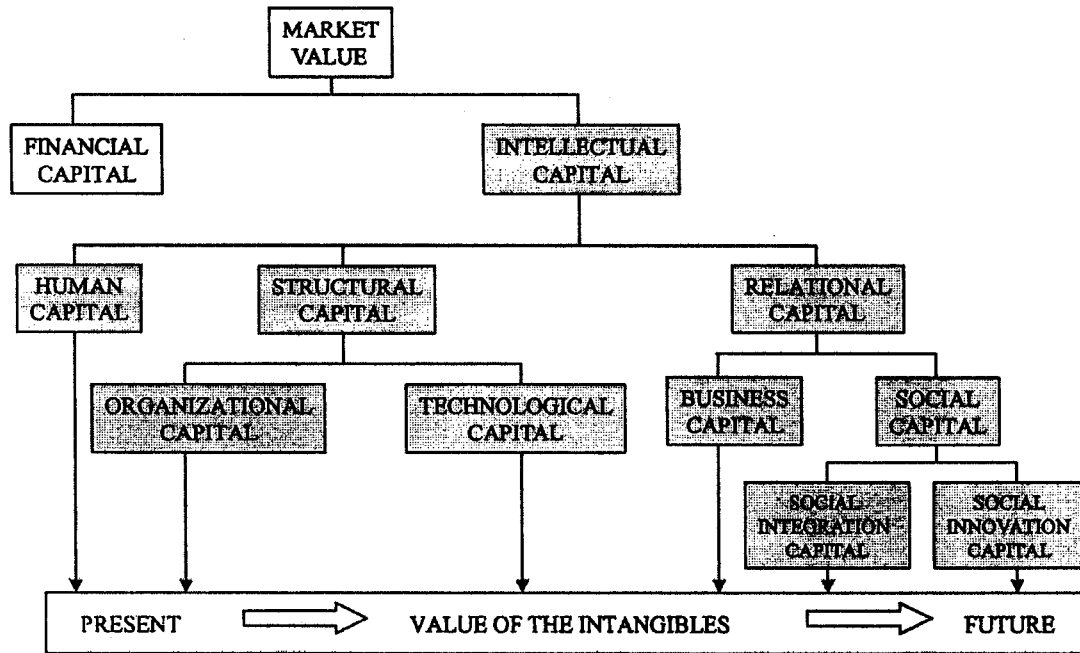 MARKET
VALUE
FINANCIAL
CAPITAL
INTELLECTUAL
CAPITAL
HUMAN
CAPITAL
STRUCTURAL
CAPITAL
RELATIONAL
CAPITAL
ORGANIZATIONAL
CAPITAL
TECHNOLOGICAL
CAPITAL
BUSINESS
CAPITAL
SOCIAL
CAPITAL
SOCIAL
INTEGRATION
CAPITAL
SOCIAL
INNOVATION
CAPITAL
PRESENT VALUE OF THE INTANGIBLES FUTURE